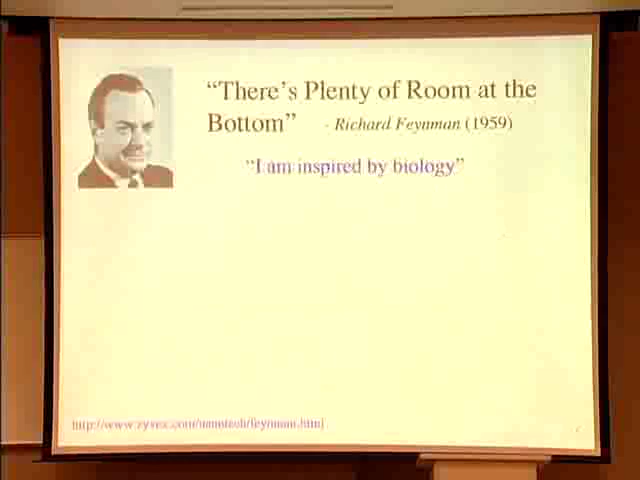 “There’s Plenty of Room at the
Bottom” - Richard Feynman (1959)
“I am inspired by biology”
http://www.zyvex.com/nanotech/feynman.html